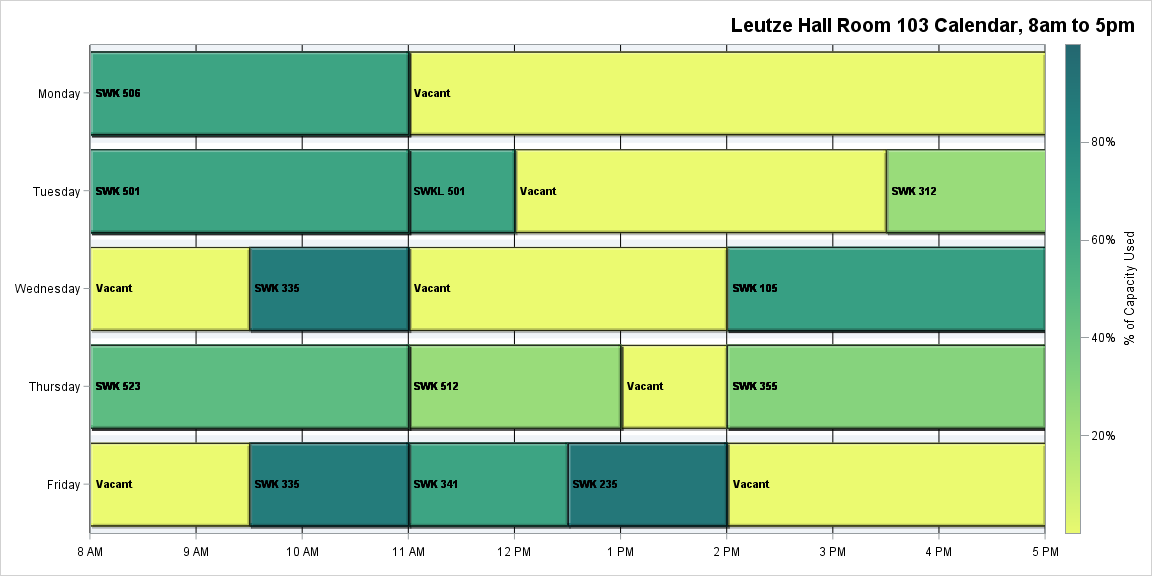 Leutze Hall Room 103 Calendar, 8am to 5pm
Monday
SWK 506
Vacant
Tuesday
SWK 501
SWKL 501
Vacant
SWK 312
Wednesday
Vacant
SWK 335
Vacant
SWK 105
Thursday
SWK 523
SWK 512
Vacant
SWK 355
Friday
Vacant
SWK 335
SWK 341
SWK 235
Vacant
8 AM
9 AM
10 AM
11 AM
12 PM
1 PM
2 PM
3 PM
4 PM
5 PM
80%
60%
40%
20%
% of Capacity Used